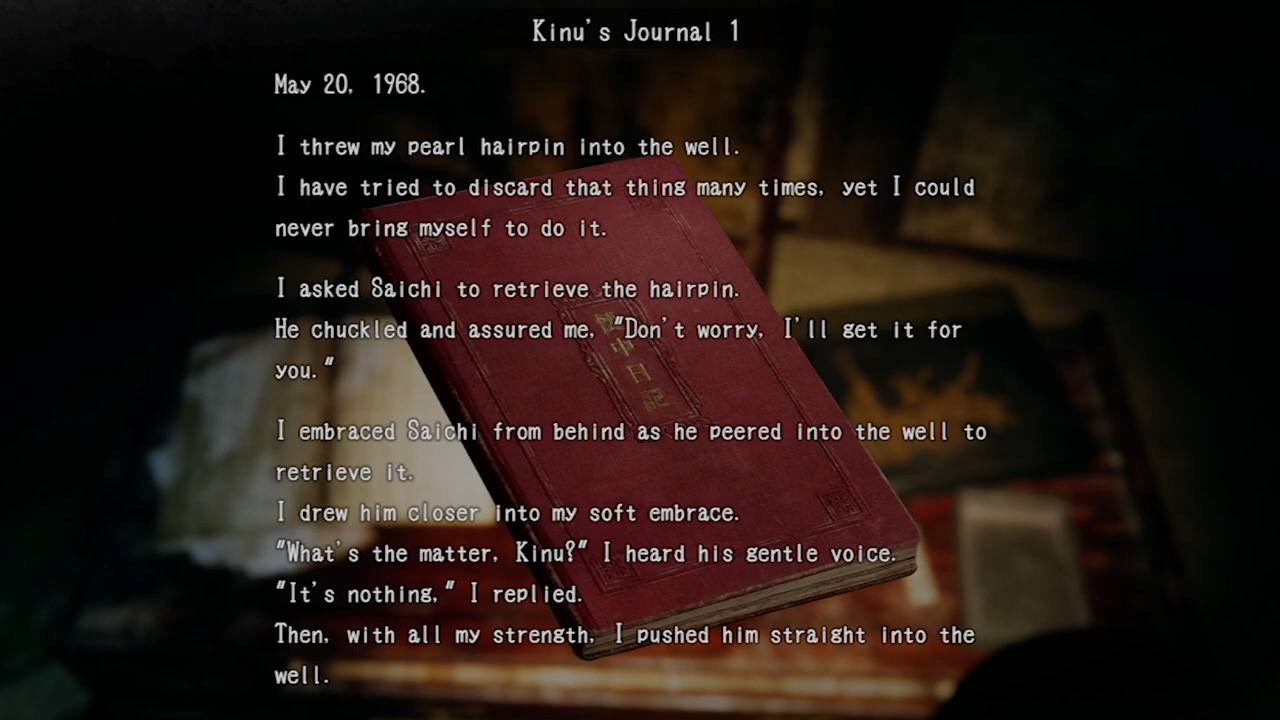 Kinu's Journal 1
May 20, 1968.
I threw my pearl hairpin into the well.
I have tried to discard that thing many times, yet I could
never bring myself to do it.
I asked Saichi to retrieve the hairpin.
He chuckled and assured me, "Don't worry, I'll get it for
you."
I embraced Saichi from behind as he peered into the well to
retrieve it.
I drew him closer into my soft embrace.
"What's the matter, Kinu?" I heard his gentle voice.
"It's nothing," I replied.
Then, with all my strength, I pushed him straight into the
well.
懐中日記